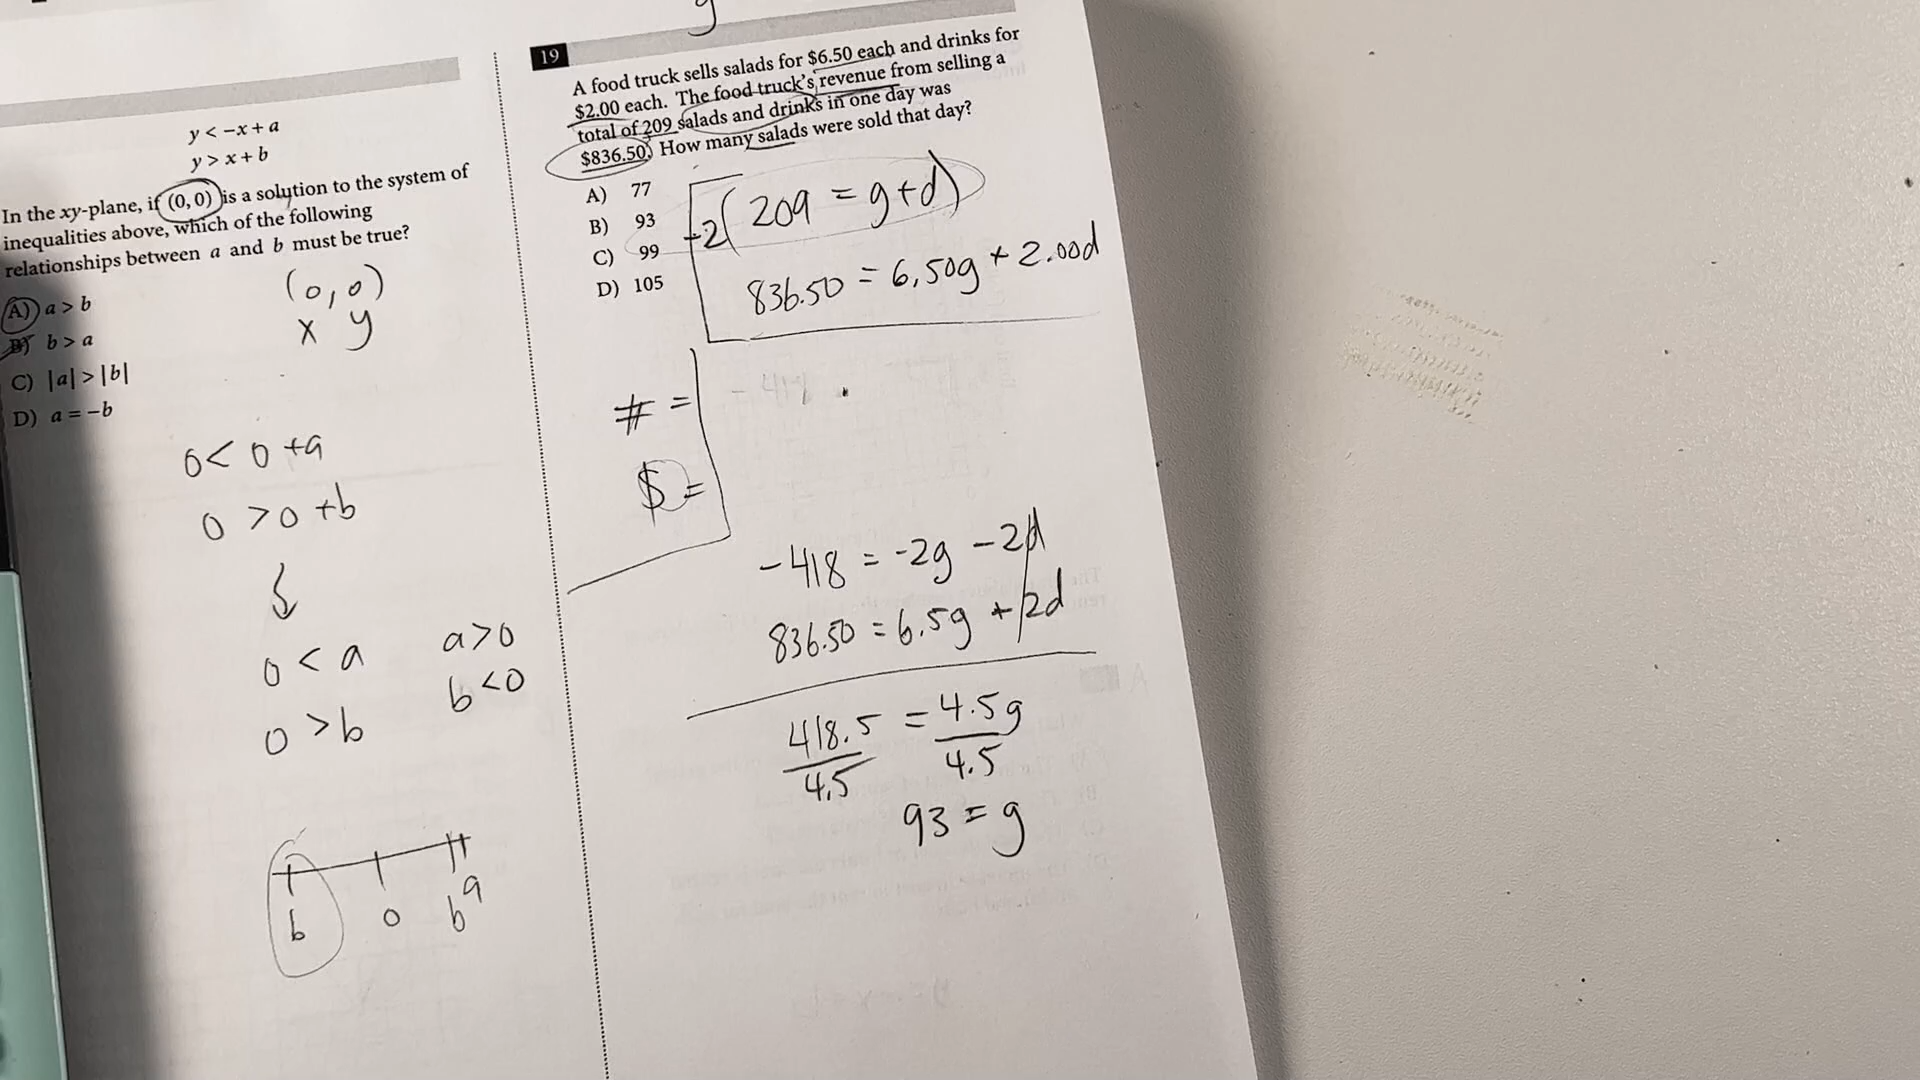 y < −x + a
y > x + b
In the xy-plane, if (0, 0) is a solution to the system of
inequalities above, which of the following
relationships between a and b must be true?
A) a > b
B) b > a
C) |a| > |b|
D) a = −b
(0, 0)
x y
0 < 0 + a
0 > 0 + b
0 < a
a > 0
0 > b
b < 0
b 0 b a
19
A food truck sells salads for $6.50 each and drinks for
$2.00 each. The food truck's revenue from selling a
total of 209 salads and drinks in one day was
$836.50. How many salads were sold that day?
A) 77
B) 93
C) 99
D) 105
-2(209 = g + d)
836.50 = 6.50g + 2.00d
# =
$ =
-418
-418 = -2g - 2d
836.50 = 6.5g + 2d
418.5 = 4.5g
4.5 4.5
93 = g